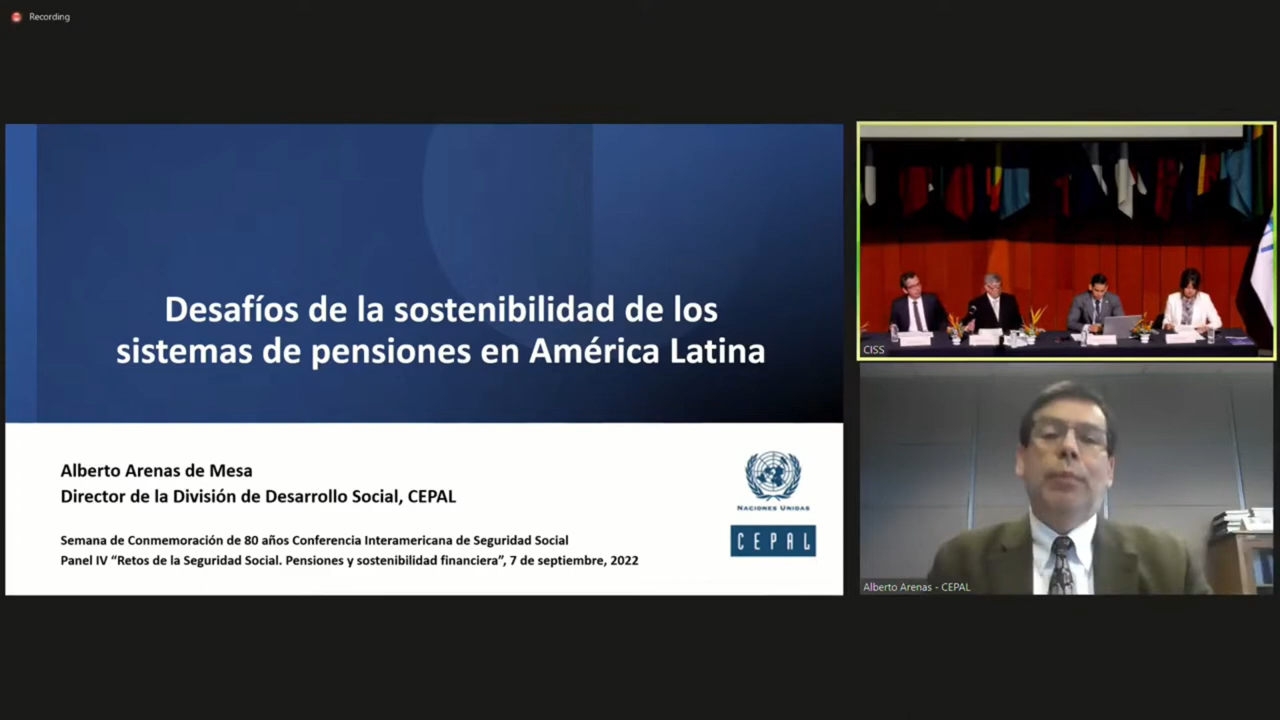 Recording
Desafíos de la sostenibilidad de los
sistemas de pensiones en América Latina
Alberto Arenas de Mesa
Director de la División de Desarrollo Social, CEPAL
Semana de Conmemoración de 80 años Conferencia Interamericana de Seguridad Social
Panel IV “Retos de la Seguridad Social. Pensiones y sostenibilidad financiera”, 7 de septiembre, 2022
NACIONES UNIDAS
CEPAL
CISS
Alberto Arenas - CEPAL